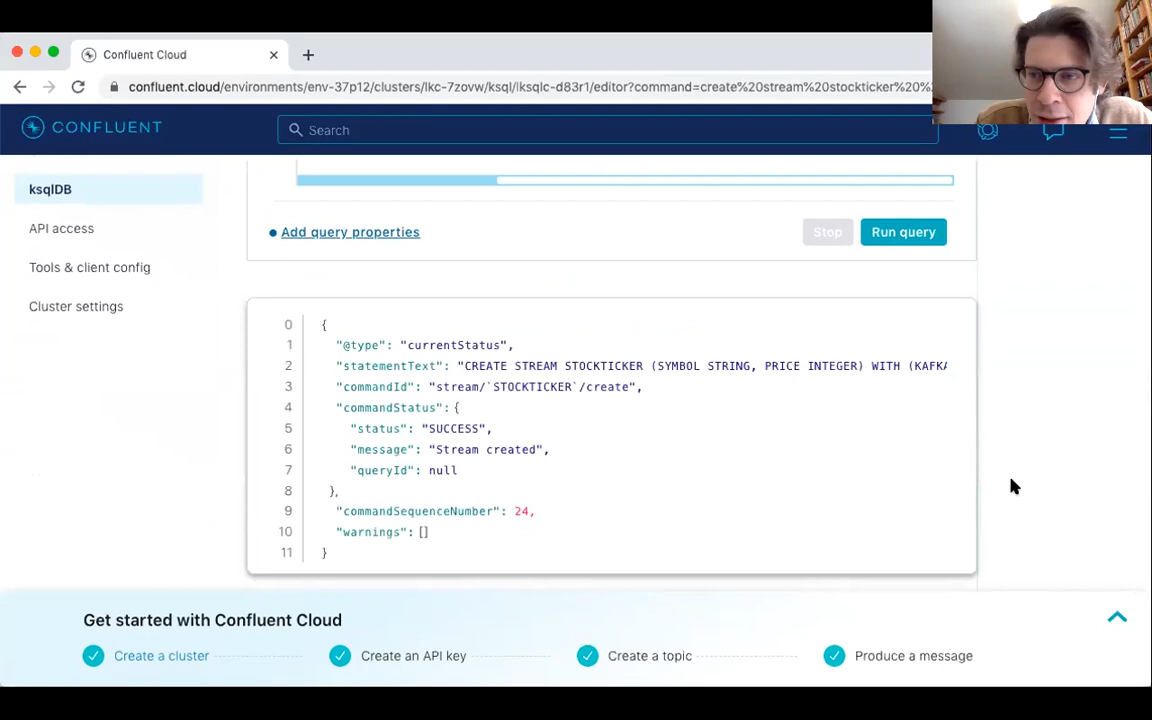 Confluent Cloud
confluent.cloud/environments/env-37p12/clusters/lkc-7zovw/ksql/lksqlc-d83r1/editor?command=create%20stream%20stockticker%20%
CONFLUENT
Search
ksqlDB
API access
Tools & client config
Cluster settings
Add query properties
Stop
Run query
0 {
1 "@type": "currentStatus",
2 "statementText": "CREATE STREAM STOCKTICKER (SYMBOL STRING, PRICE INTEGER) WITH (KAFKA
3 "commandId": "stream/`STOCKTICKER`/create",
4 "commandStatus": {
5 "status": "SUCCESS",
6 "message": "Stream created",
7 "queryId": null
8 },
9 "commandSequenceNumber": 24,
10 "warnings": []
11 }
Get started with Confluent Cloud
Create a cluster
Create an API key
Create a topic
Produce a message